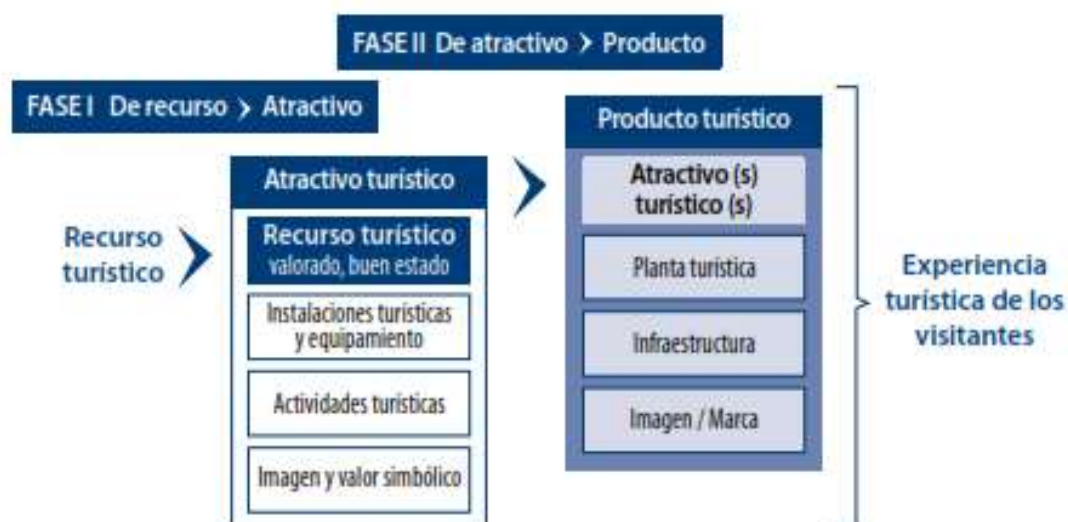 FASE II De atractivo > Producto
FASE I De recurso > Atractivo
Recurso
turístico
Atractivo turístico
Recurso turístico
valorado, buen estado
Instalaciones turísticas
y equipamiento
Actividades turísticas
Imagen y valor simbólico
Producto turístico
Atractivo (s)
turístico (s)
Planta turística
Infraestructura
Imagen / Marca
Experiencia
turística de los
visitantes